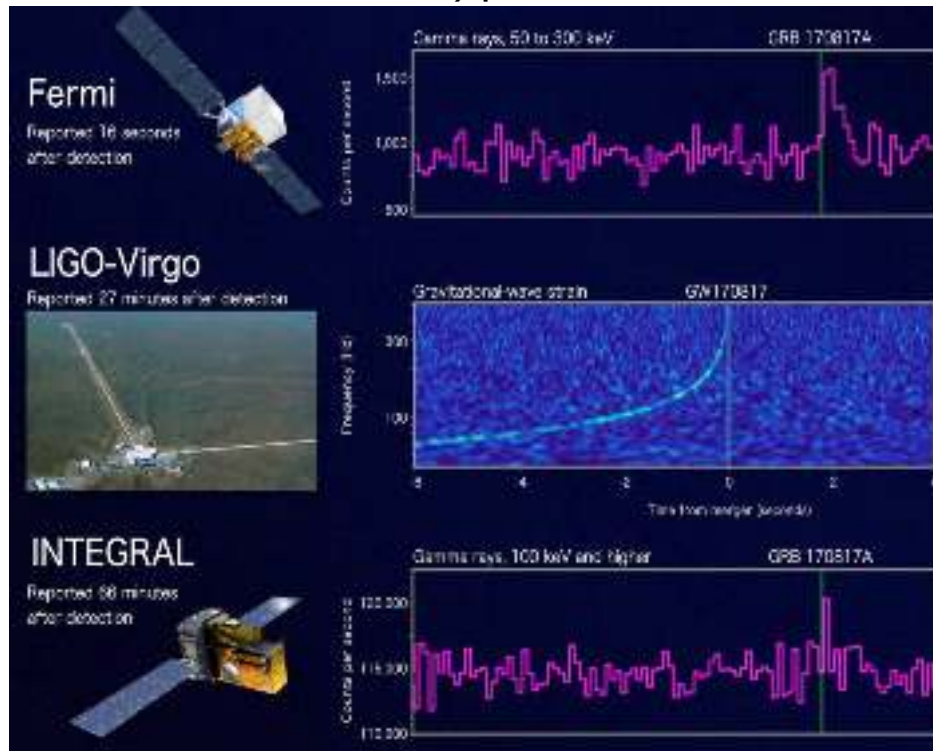 Gamma rays, 50 to 300 keV GRB 170817A
Fermi
Reported 16 seconds
after detection
Counts per second
1,500
1,000
500
LIGO-Virgo
Reported 27 minutes after detection
Gravitational-wave strain GW170817
Frequency (Hz)
300
100
-6 -4 -2 0 2
Time from merger (seconds)
INTEGRAL
Reported 66 minutes
after detection
Gamma rays, 100 keV and higher GRB 170817A
Counts per second
120,000
115,000
110,000